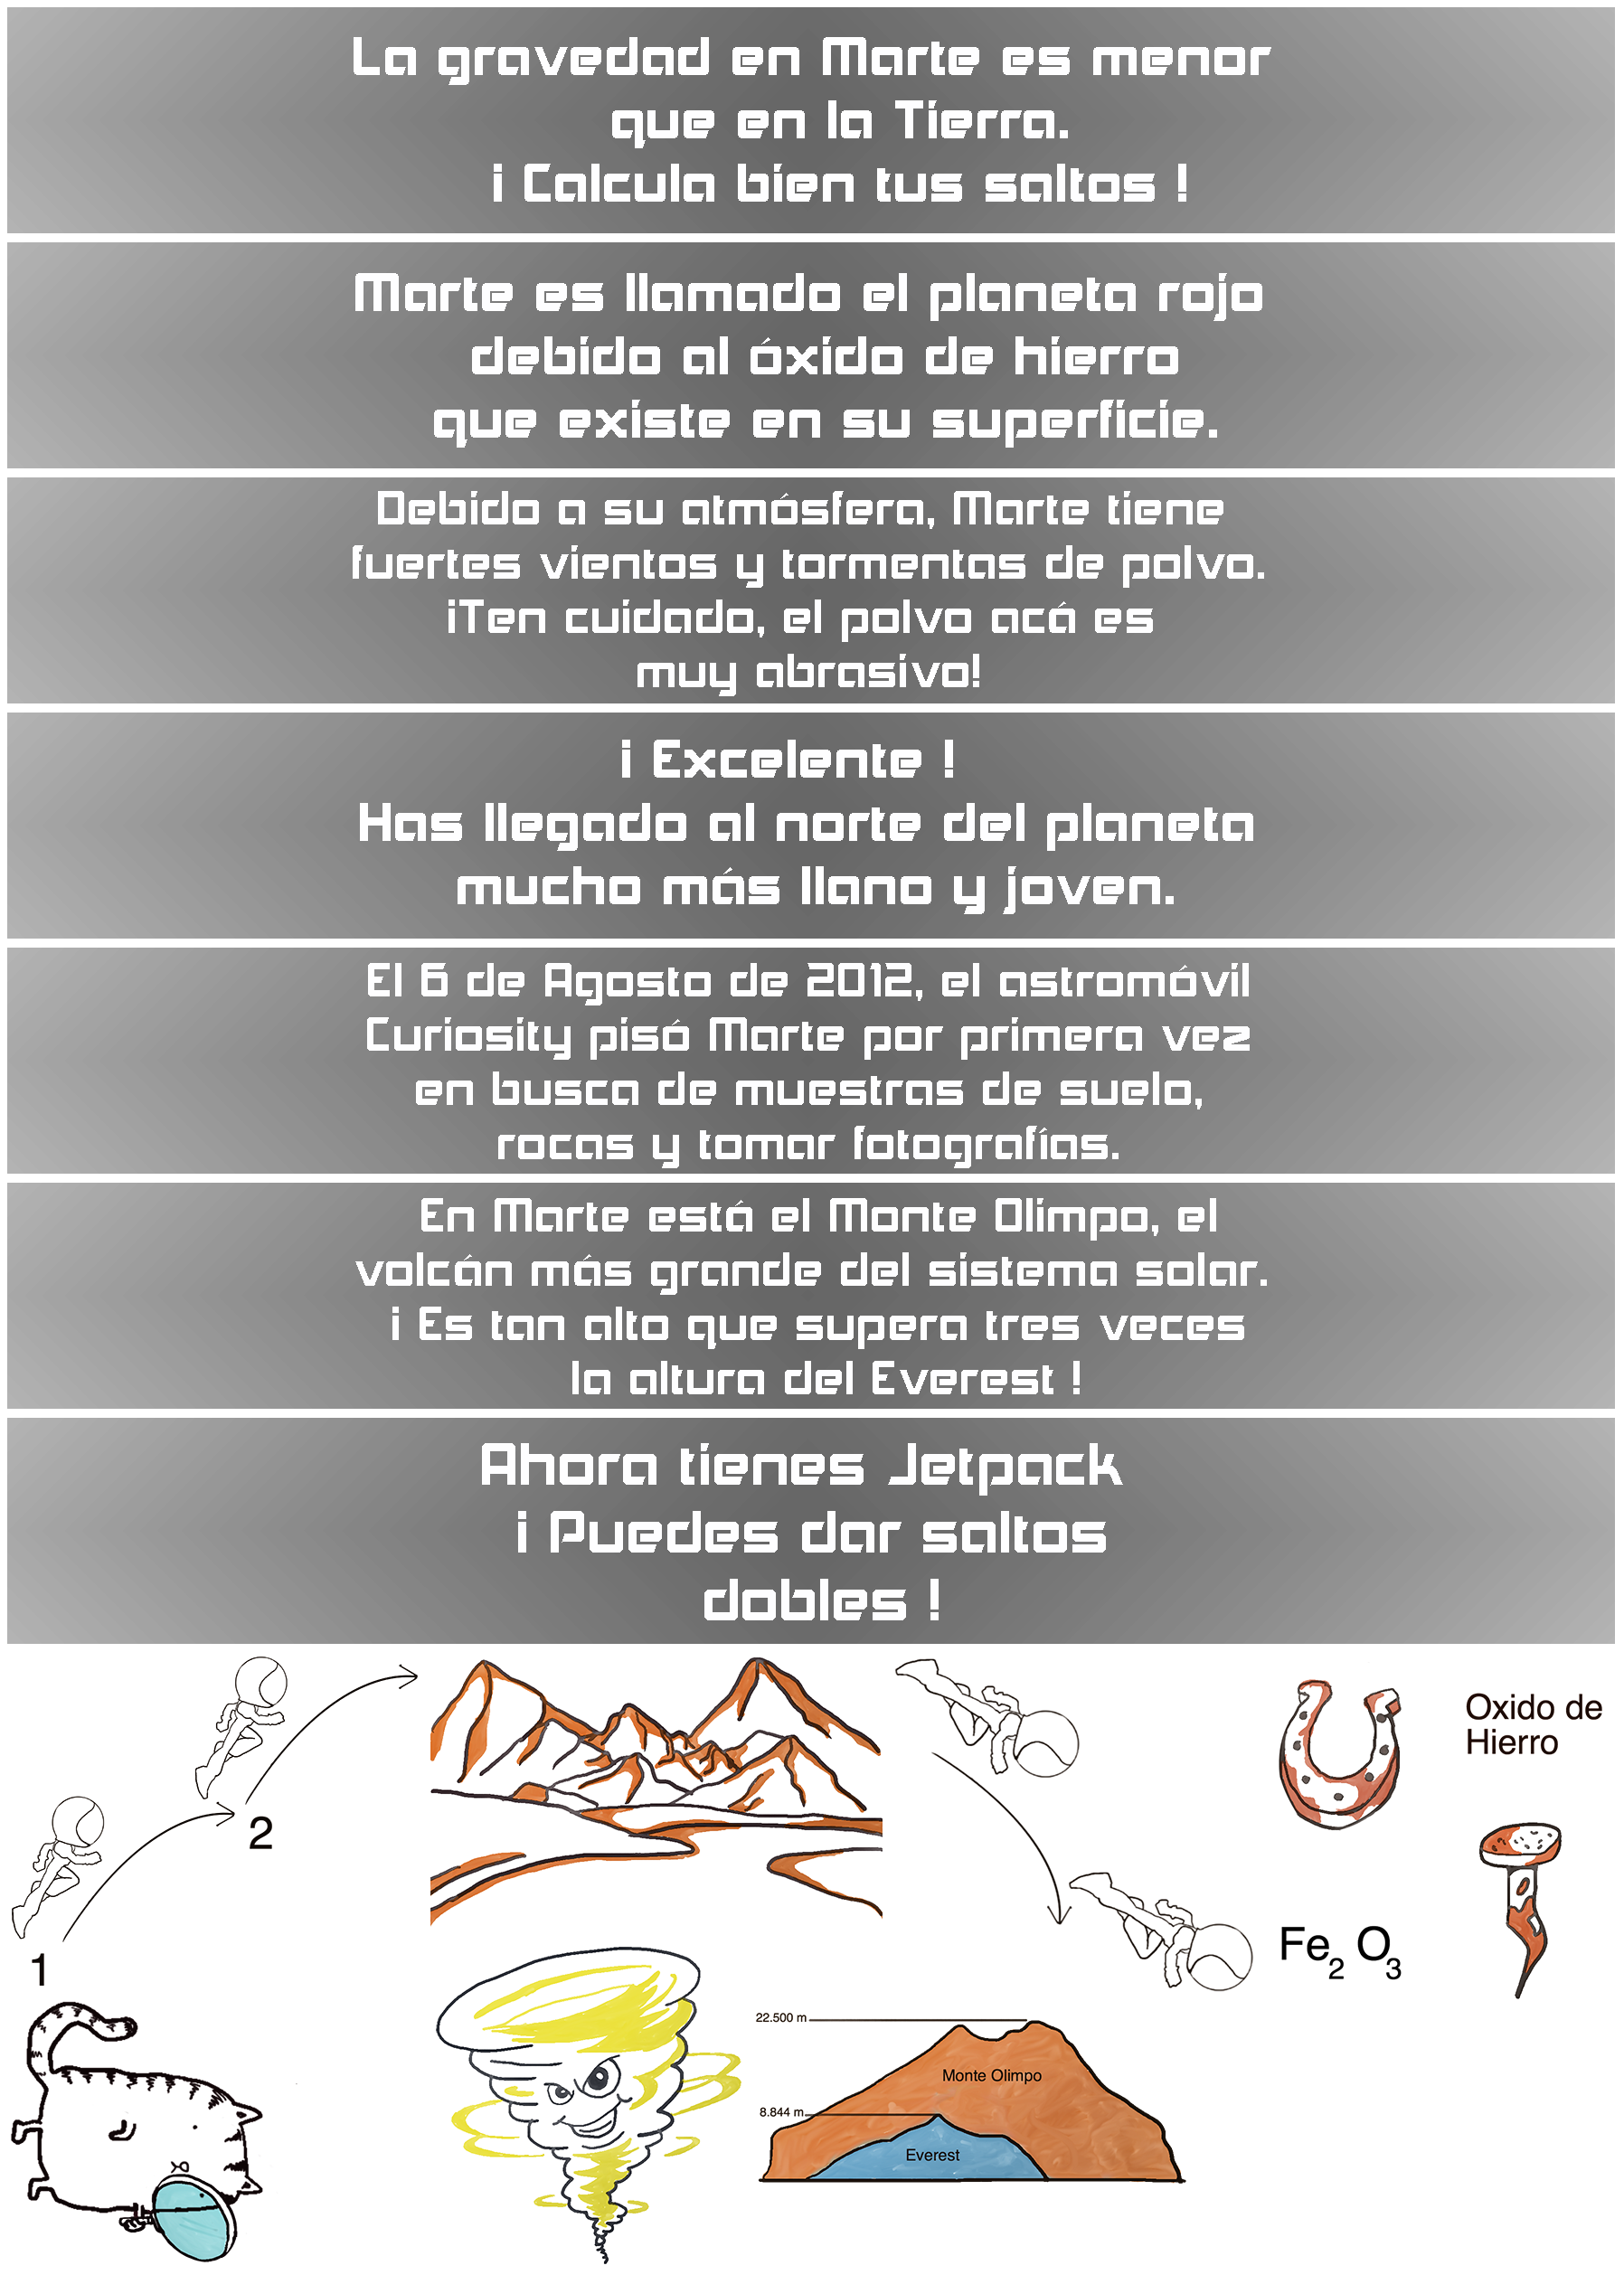 La gravedad en Marte es menor
que en la Tierra.
¡ Calcula bien tus saltos !
Marte es llamado el planeta rojo
debido al óxido de hierro
que existe en su superficie.
Debido a su atmósfera, Marte tiene
fuertes vientos y tormentas de polvo.
¡Ten cuidado, el polvo acá es
muy abrasivo!
¡ Excelente !
Has llegado al norte del planeta
mucho más llano y joven.
El 6 de Agosto de 2012, el astromóvil
Curiosity pisó Marte por primera vez
en busca de muestras de suelo,
rocas y tomar fotografías.
En Marte está el Monte Olimpo, el
volcán más grande del sistema solar.
¡ Es tan alto que supera tres veces
la altura del Everest !
Ahora tienes Jetpack
¡ Puedes dar saltos
dobles !
2
1
Oxido de
Hierro
Fe2 O3
22.500 m
Monte Olimpo
8.844 m
Everest